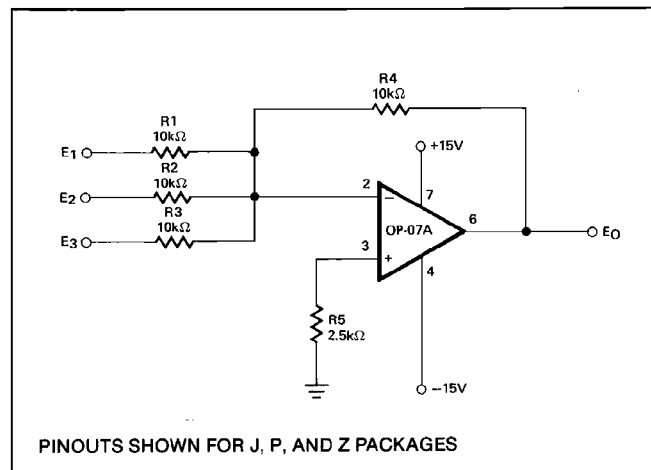 R4
10kΩ
R1
10kΩ
+15V
E1
R2
10kΩ
2
7
E2
R3
10kΩ
−
OP-07A
6
EO
E3
3
+
4
R5
2.5kΩ
−15V
PINOUTS SHOWN FOR J, P, AND Z PACKAGES